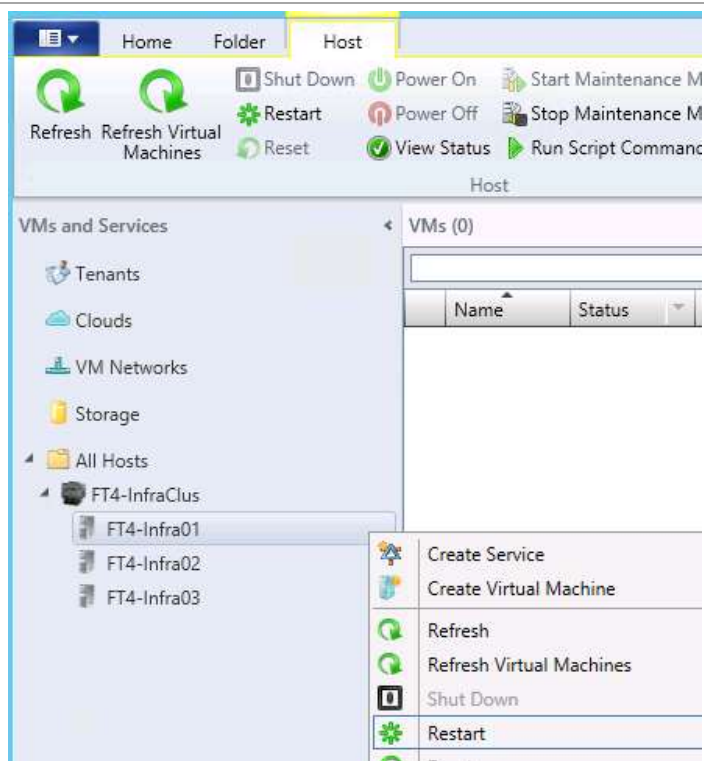 Home Folder Host
Shut Down Power On Start Maintenance M
Restart Power Off Stop Maintenance M
Refresh Refresh Virtual Machines
Reset View Status Run Script Command
Host
VMs and Services
VMs (0)
Tenants
Name Status
Clouds
VM Networks
Storage
All Hosts
FT4-InfraClus
FT4-Infra01
FT4-Infra02
FT4-Infra03
Create Service
Create Virtual Machine
Refresh
Refresh Virtual Machines
Shut Down
Restart